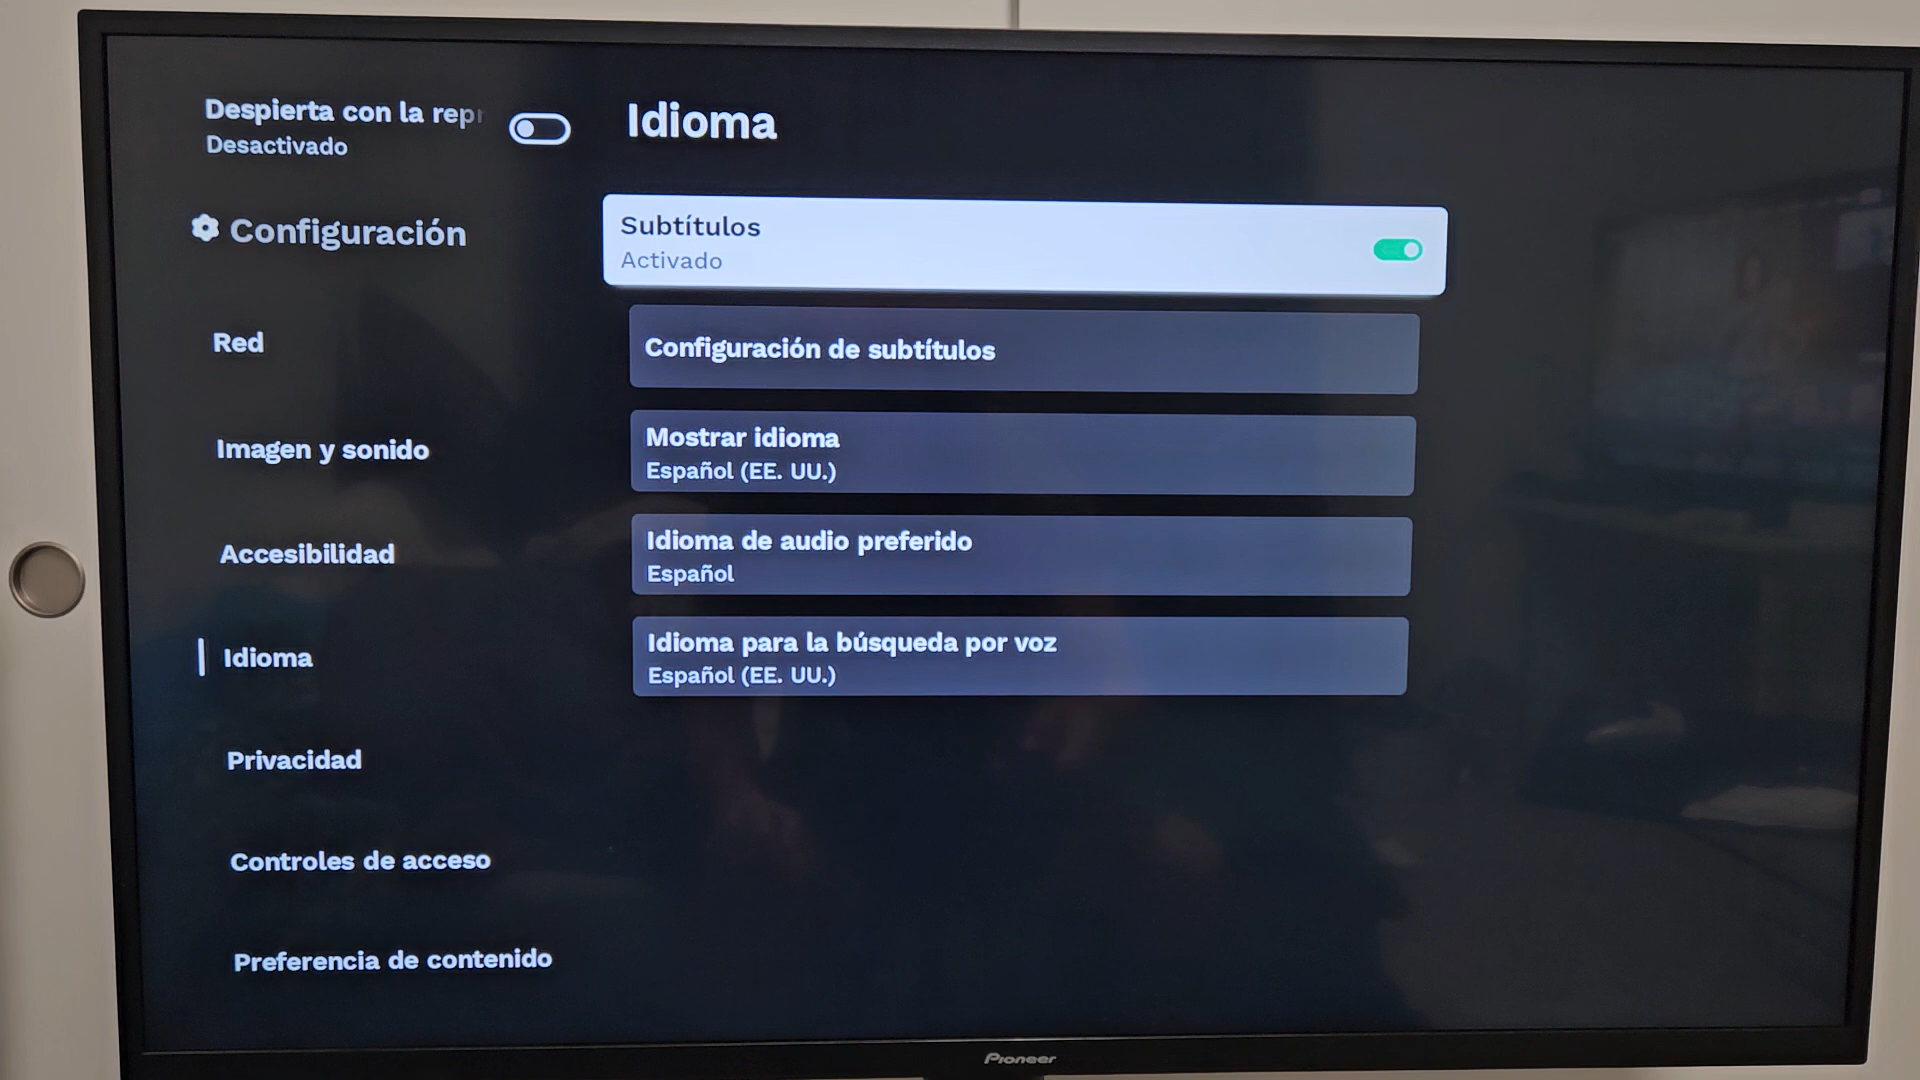 Despierta con la rep
Desactivado
Configuración
Red
Imagen y sonido
Accesibilidad
Idioma
Privacidad
Controles de acceso
Preferencia de contenido
Idioma
Subtítulos
Activado
Configuración de subtítulos
Mostrar idioma
Español (EE. UU.)
Idioma de audio preferido
Español
Idioma para la búsqueda por voz
Español (EE. UU.)
Pioneer